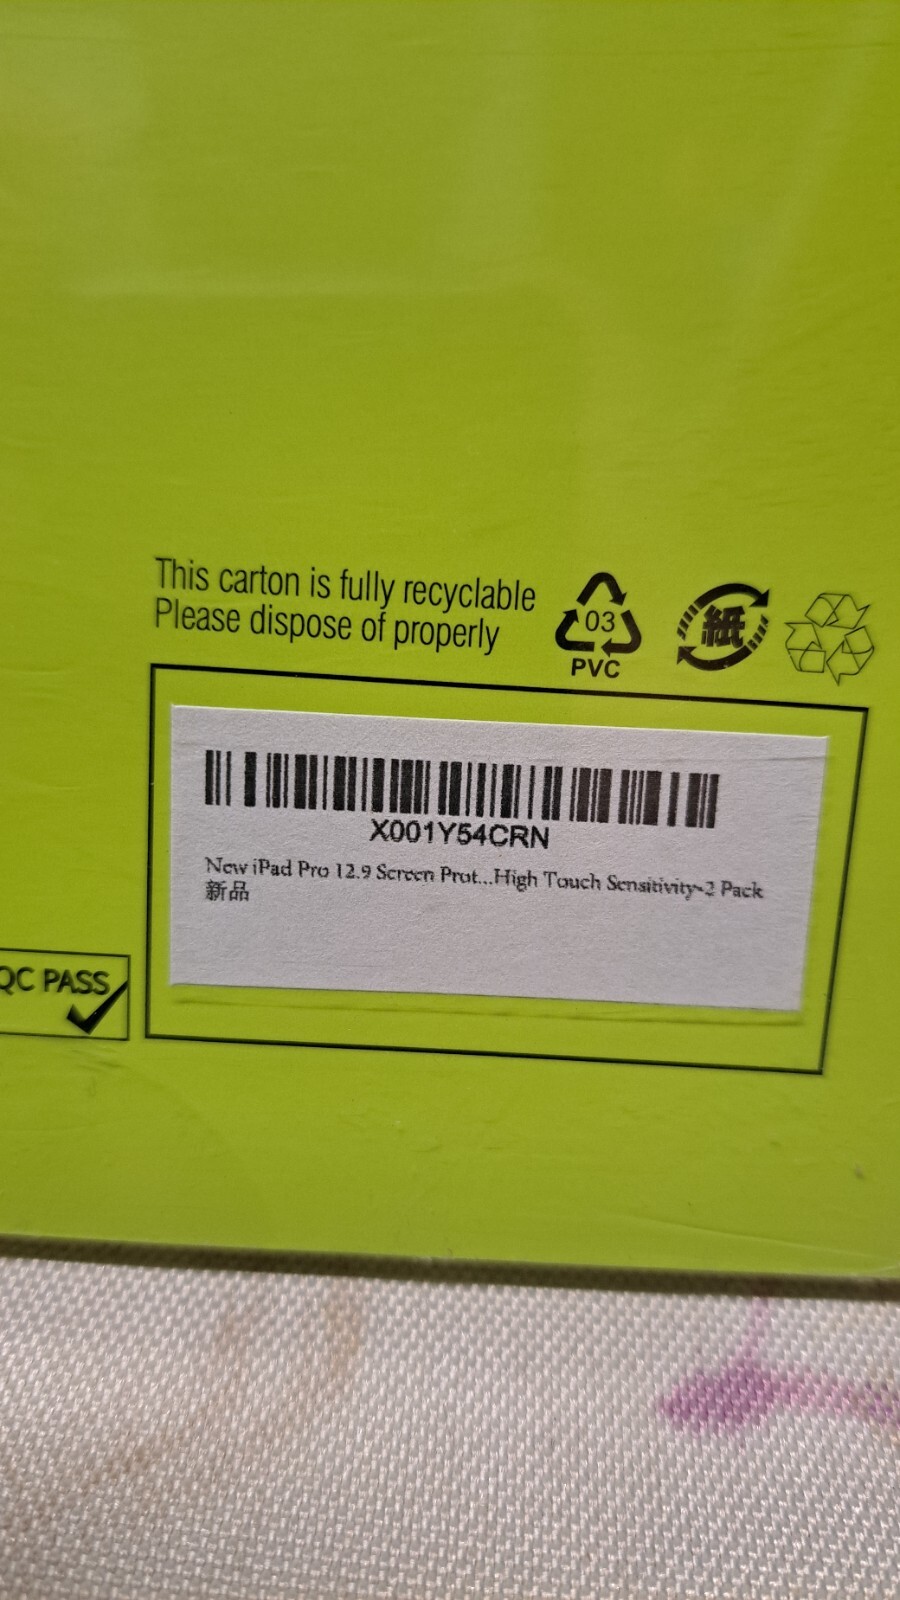 This carton is fully recyclable
Please dispose of properly
03
PVC
紙
X001Y54CRN
New iPad Pro 12.9 Screen Prot...High Touch Sensitivity-2 Pack
新品
QC PASS